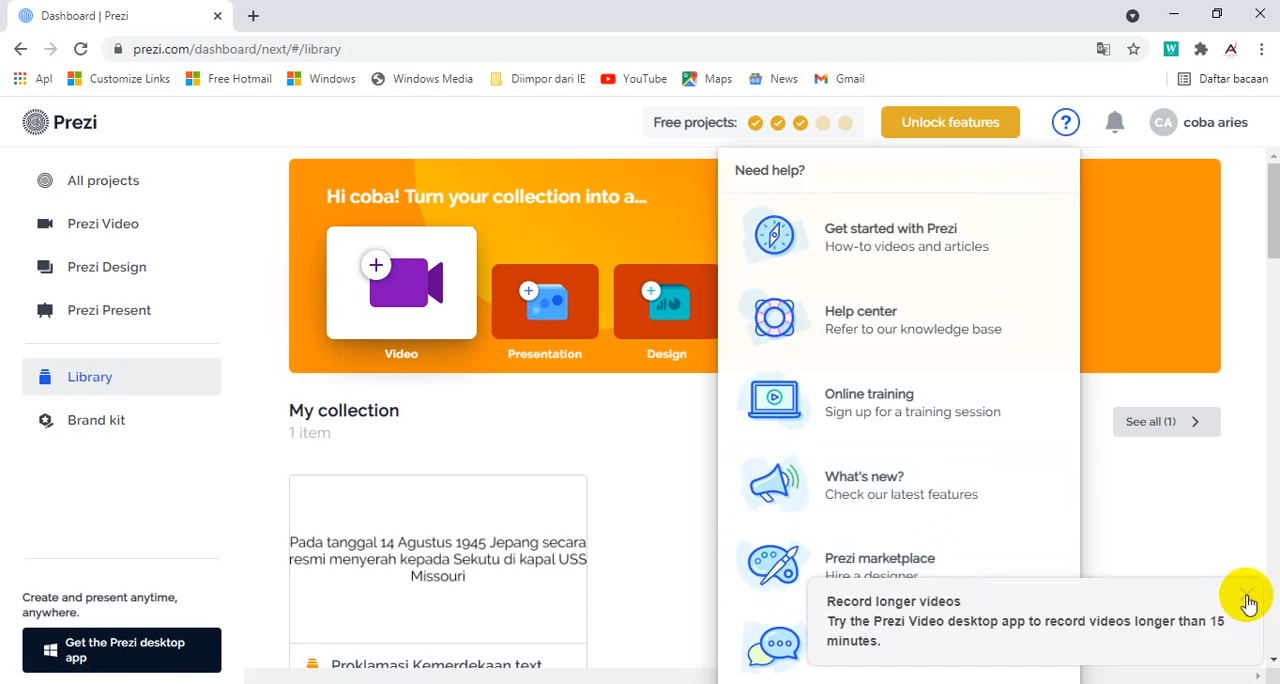 Dashboard | Prezi
prezi.com/dashboard/next/#/library
Apl
Customize Links
Free Hotmail
Windows
Windows Media
Diimpor dari IE
YouTube
Maps
News
Gmail
Daftar bacaan
Prezi
Free projects:
Unlock features
?
CA
coba aries
All projects
Prezi Video
Prezi Design
Prezi Present
Library
Brand kit
Create and present anytime,
anywhere.
Get the Prezi desktop
app
Hi coba! Turn your collection into a...
Video
Presentation
Design
My collection
1 item
See all (1)
Pada tanggal 14 Agustus 1945 Jepang secara
resmi menyerah kepada Sekutu di kapal USS
Missouri
Proklamasi Kemerdekaan text
Need help?
Get started with Prezi
How-to videos and articles
Help center
Refer to our knowledge base
Online training
Sign up for a training session
What's new?
Check our latest features
Prezi marketplace
Hire a designer
Record longer videos
Try the Prezi Video desktop app to record videos longer than 15
minutes.